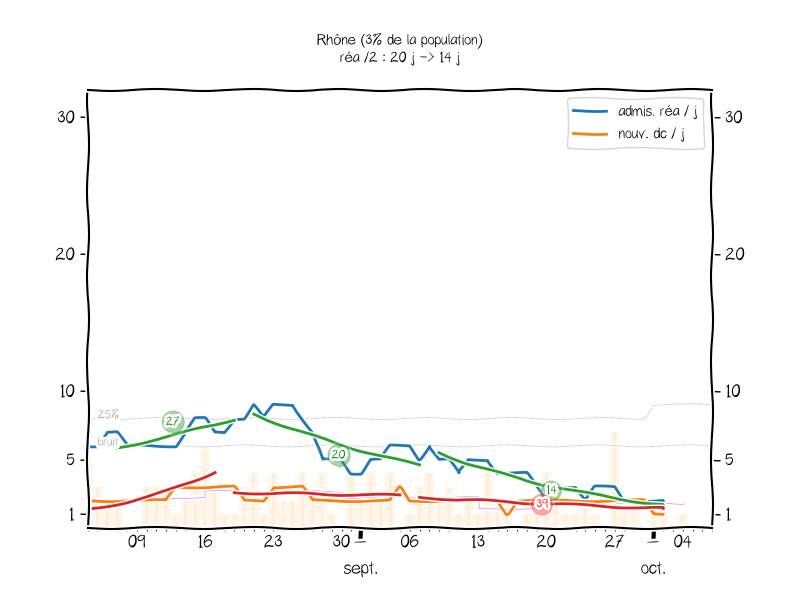 Rhône (3% de la population)
réa /2 : 20 j -> 14 j
admis. réa / j
nouv. dc / j
30
30
20
20
10
10
5
5
1
1
25%
bruit
27
20
14
39
09 16 23 30 06 13 20 27 04
sept. oct.